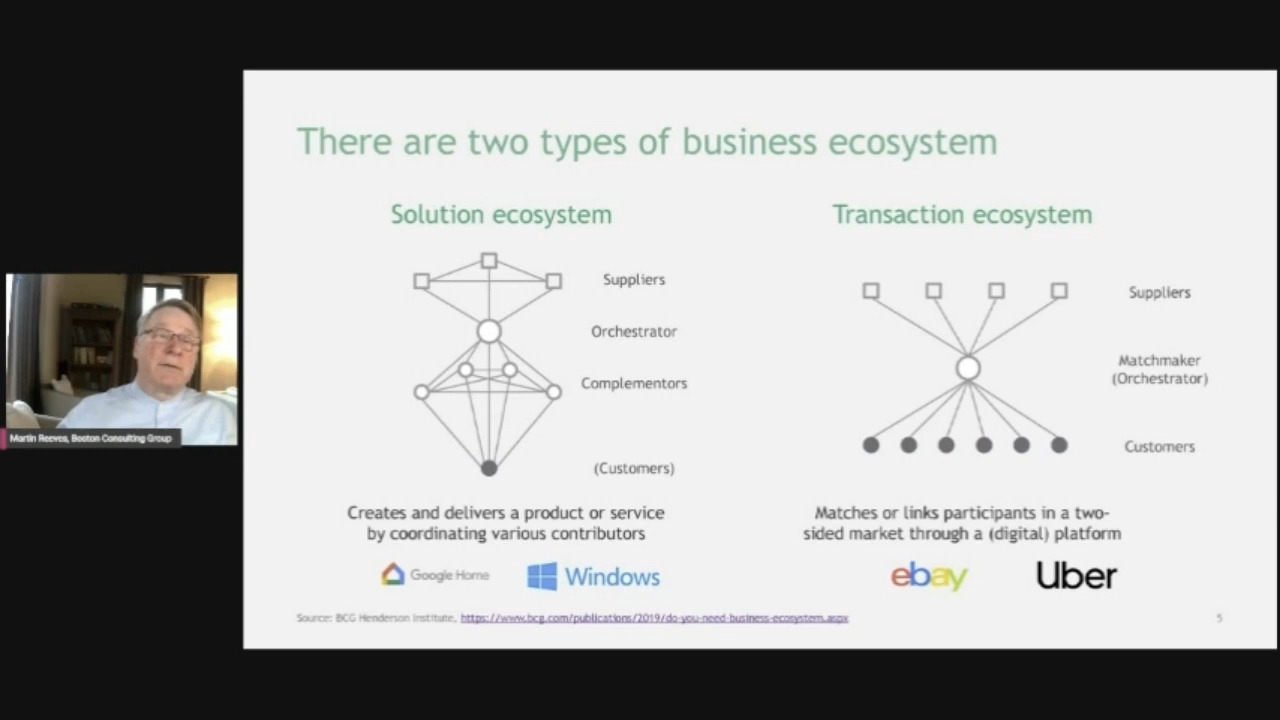 There are two types of business ecosystem
Solution ecosystem
Suppliers
Orchestrator
Complementors
(Customers)
Creates and delivers a product or service
by coordinating various contributors
Google Home
Windows
Transaction ecosystem
Suppliers
Matchmaker
(Orchestrator)
Customers
Matches or links participants in a two-
sided market through a (digital) platform
ebay
Uber
Source: BCG Henderson Institute, https://www.bcg.com/publications/2019/do-you-need-business-ecosystem.aspx
5
Martin Reeves, Boston Consulting Group